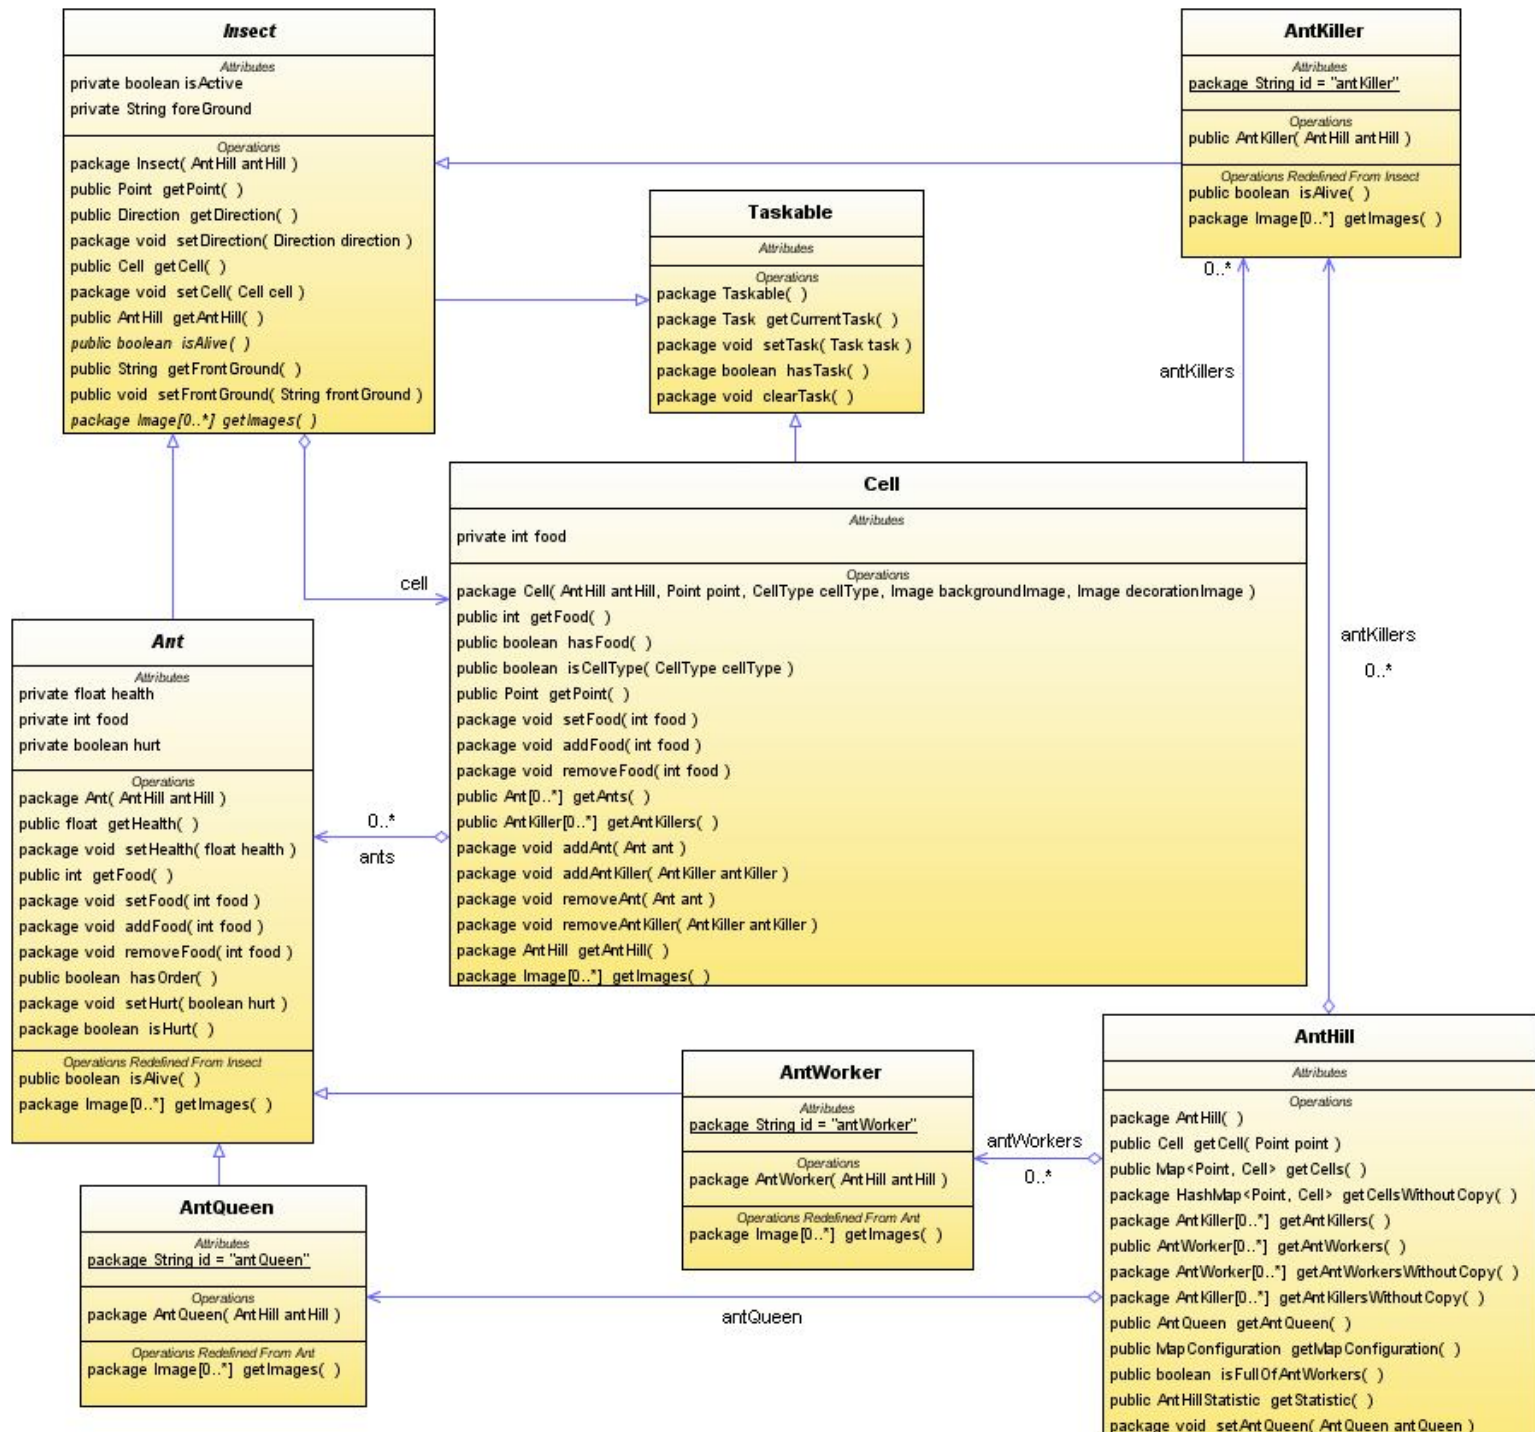 Insect
Attributes
private boolean isActive
private String foreGround
Operations
package Insect( AntHill antHill )
public Point getPoint( )
public Direction getDirection( )
package void setDirection( Direction direction )
public Cell getCell( )
package void setCell( Cell cell )
public AntHill getAntHill( )
public boolean isAlive( )
public String getFrontGround( )
public void setFrontGround( String frontGround )
package Image[0..*] getImages( )
AntKiller
Attributes
package String id = "antKiller"
Operations
public AntKiller( AntHill antHill )
Operations Redefined From Insect
public boolean isAlive( )
package Image[0..*] getImages( )
Taskable
Attributes
Operations
package Taskable( )
package Task getCurrentTask( )
package void setTask( Task task )
package boolean hasTask( )
package void clearTask( )
0..*
antKillers
Cell
Attributes
private int food
Operations
package Cell( AntHill antHill, Point point, CellType cellType, Image backgroundImage, Image decorationImage )
public int getFood( )
public boolean hasFood( )
public boolean isCellType( CellType cellType )
public Point getPoint( )
package void setFood( int food )
package void addFood( int food )
package void removeFood( int food )
public Ant[0..*] getAnts( )
public AntKiller[0..*] getAntKillers( )
package void addAnt( Ant ant )
package void addAntKiller( AntKiller antKiller )
package void removeAnt( Ant ant )
package void removeAntKiller( AntKiller antKiller )
package AntHill getAntHill( )
package Image[0..*] getImages( )
cell
antKillers
0..*
Ant
Attributes
private float health
private int food
private boolean hurt
Operations
package Ant( AntHill antHill )
public float getHealth( )
package void setHealth( float health )
public int getFood( )
package void setFood( int food )
package void addFood( int food )
package void removeFood( int food )
public boolean hasOrder( )
package void setHurt( boolean hurt )
package boolean isHurt( )
Operations Redefined From Insect
public boolean isAlive( )
package Image[0..*] getImages( )
0..*
ants
AntWorker
Attributes
package String id = "antWorker"
Operations
package AntWorker( AntHill antHill )
Operations Redefined From Ant
package Image[0..*] getImages( )
antWorkers
0..*
AntHill
Attributes
Operations
package AntHill( )
public Cell getCell( Point point )
public Map<Point, Cell> getCells( )
package HashMap<Point, Cell> getCellsWithoutCopy( )
package AntKiller[0..*] getAntKillers( )
public AntWorker[0..*] getAntWorkers( )
package AntWorker[0..*] getAntWorkersWithoutCopy( )
package AntKiller[0..*] getAntKillersWithoutCopy( )
public AntQueen getAntQueen( )
public MapConfiguration getMapConfiguration( )
public boolean isFullOfAntWorkers( )
public AntHillStatistic getStatistic( )
package void setAntQueen( AntQueen antQueen )
AntQueen
Attributes
package String id = "antQueen"
Operations
package AntQueen( AntHill antHill )
Operations Redefined From Ant
package Image[0..*] getImages( )
antQueen